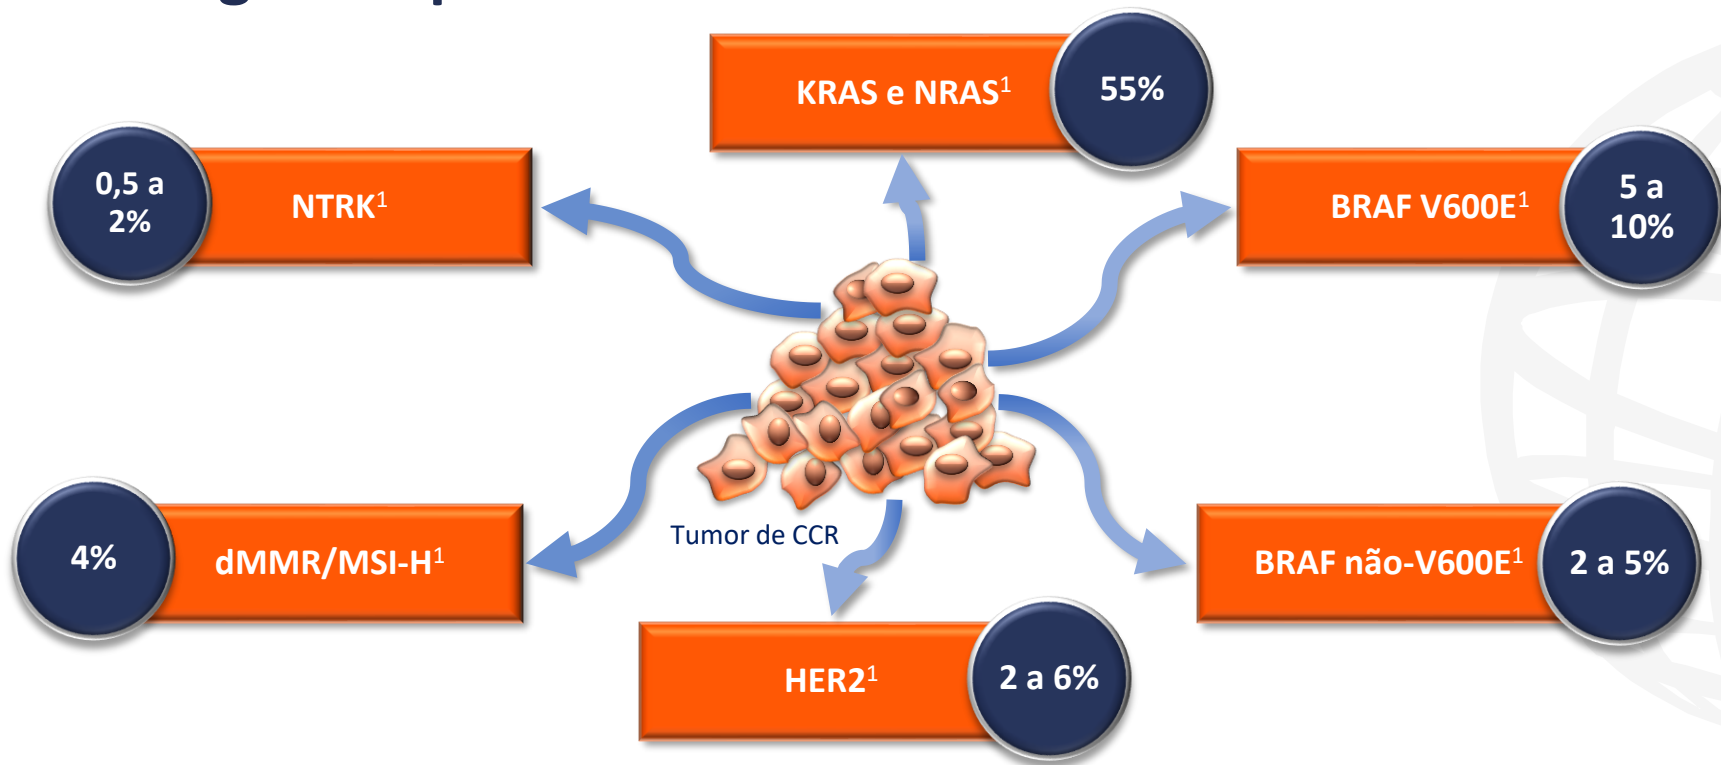 KRAS e NRAS¹
55%
0,5 a
2%
NTRK¹
BRAF V600E¹
5 a
10%
Tumor de CCR
4%
dMMR/MSI-H¹
BRAF não-V600E¹
2 a 5%
HER2¹
2 a 6%